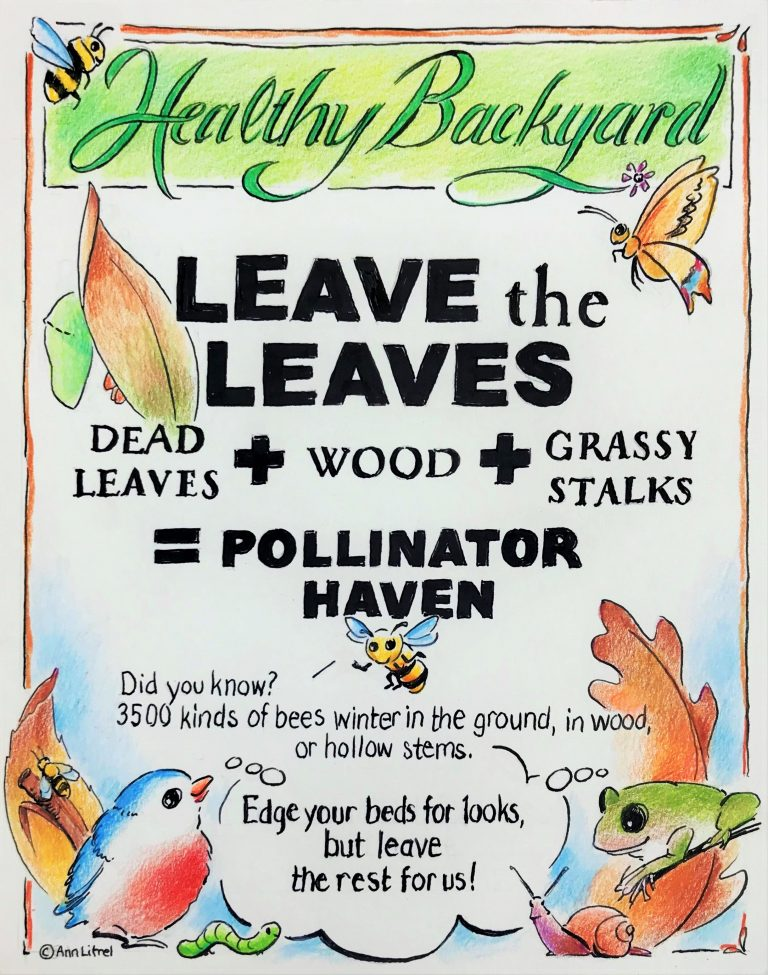 Healthy Backyard
LEAVE the
LEAVES
DEAD
LEAVES + WOOD + GRASSY
STALKS
= POLLINATOR
HAVEN
Did you know?
3500 kinds of bees winter in the ground, in wood,
or hollow stems.
Edge your beds for looks,
but leave
the rest for us!
© Ann Litrel